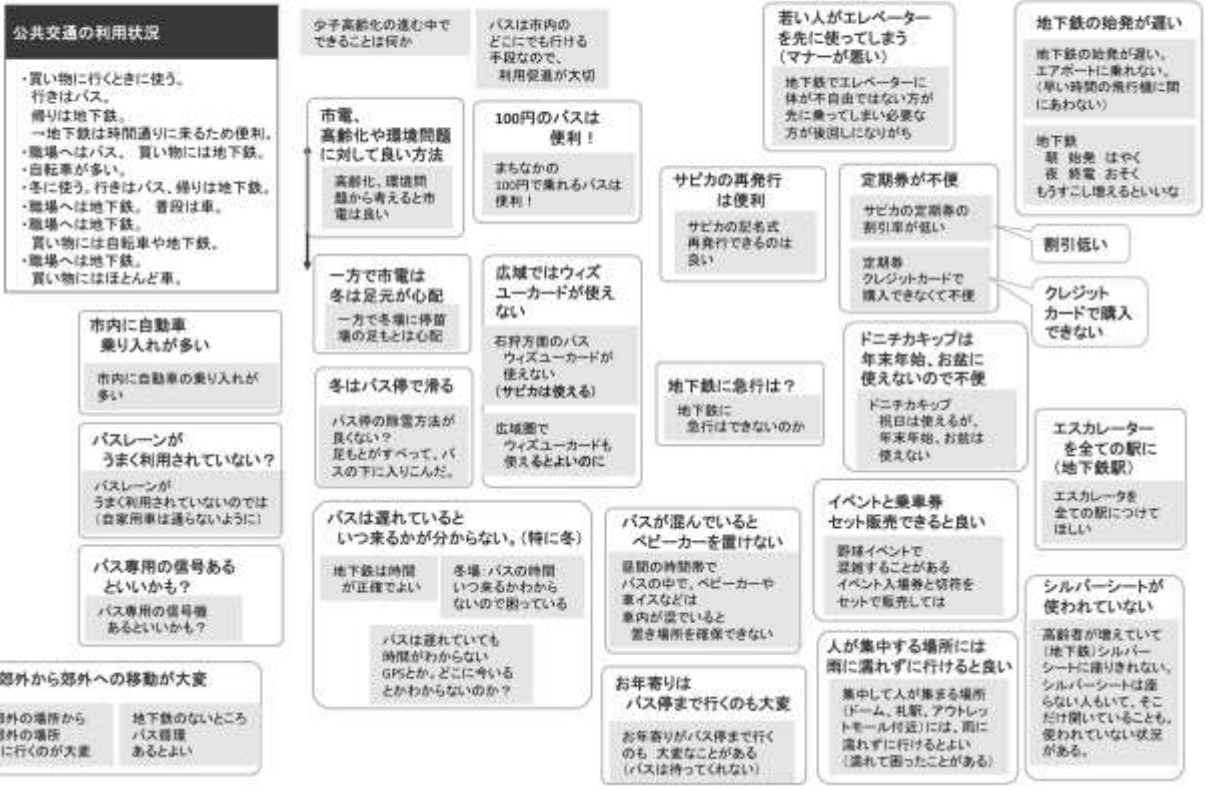 公共交通の利用状況
・買い物に行くときに使う。
行きはバス。
帰りは地下鉄。
→地下鉄は時間通りに来るため便利。
・職場へはバス。 買い物には地下鉄。
・自転車が多い。
・冬に使う。行きはバス、帰りは地下鉄。
・職場へは地下鉄。 普段は車。
・職場へは地下鉄。
買い物には自転車や地下鉄。
・職場へは地下鉄。
買い物にはほとんど車。
少子高齢化の進む中で
できることは何か
バスは市内の
どこにでも行ける
手段なので、
利用促進が大切
市電、
高齢化や環境問題
に対して良い方法
高齢化、環境問
題から考えると市
電は良い
100円のバスは
便利！
まちなかの
100円で乗れるバスは
便利！
若い人がエレベーター
を先に使ってしまう
（マナーが悪い）
地下鉄でエレベーターに
体が不自由ではない方が
先に乗ってしまい必要な
方が後回しになりがち
地下鉄の始発が遅い
地下鉄の始発が遅い。
エアポートに乗れない。
（早い時間の飛行機に間
にあわない）
地下鉄
朝 始発 はやく
夜 終電 おそく
もうすこし増えるといいな
サピカの再発行
は便利
サピカの記名式
再発行できるのは
良い
定期券が不便
サピカの定期券の
割引率が低い
定期券
クレジットカードで
購入できなくて不便
割引低い
クレジット
カードで購入
できない
一方で市電は
冬は足元が心配
一方で冬場に停留
場の足もとは心配
広域ではウィズ
ユーカードが使え
ない
石狩方面のバス
ウィズユーカードが
使えない
（サピカは使える）
広域圏で
ウィズユーカードも
使えるとよいのに
市内に自動車
乗り入れが多い
市内に自動車の乗り入れが
多い
冬はバス停で滑る
バス停の除雪方法が
良くない？
足もとがすべって、バ
スの下に入りこんだ。
地下鉄に急行は？
地下鉄に
急行はできないのか
ドニチカキップは
年末年始、お盆に
使えないので不便
ドニチカキップ
祝日は使えるが、
年末年始、お盆は
使えない
エスカレーター
を全ての駅に
（地下鉄駅）
エスカレータを
全ての駅につけて
ほしい
バスレーンが
うまく利用されていない？
バスレーンが
うまく利用されていないのでは
（自家用車は通らないように）
バスは遅れていると
いつ来るかが分からない。（特に冬）
地下鉄は時間
が正確でよい
冬場：バスの時間
いつ来るかわから
ないので困っている
バスは遅れていても
時間がわからない
GPSとか。どこに今いる
とかわからないのか？
バスが混んでいると
ベビーカーを置けない
昼間の時間帯で
バスの中で、ベビーカーや
車イスなどは
車内が混でいると
置き場所を確保できない
イベントと乗車券
セット販売できると良い
野球イベントで
混雑することがある
イベント入場券と切符を
セットで販売しては
バス専用の信号ある
といいかも？
バス専用の信号機
あるといいかも？
シルバーシートが
使われていない
高齢者が増えていて
（地下鉄）シルバー
シートに座りきれない。
シルバーシートは座
らない人もいて、そこ
だけ開いていることも。
使われていない状況
がある。
郊外から郊外への移動が大変
郊外の場所から
郊外の場所
に行くのが大変
地下鉄のないところ
バス循環
あるとよい
お年寄りは
バス停まで行くのも大変
お年寄りがバス停まで行く
のも 大変なことがある
（バスは待ってくれない）
人が集中する場所には
雨に濡れずに行けると良い
集中して人が集まる場所
（ドーム、札駅、アウトレッ
トモール付近）には、雨に
濡れずに行けるとよい
（濡れて困ったことがある）